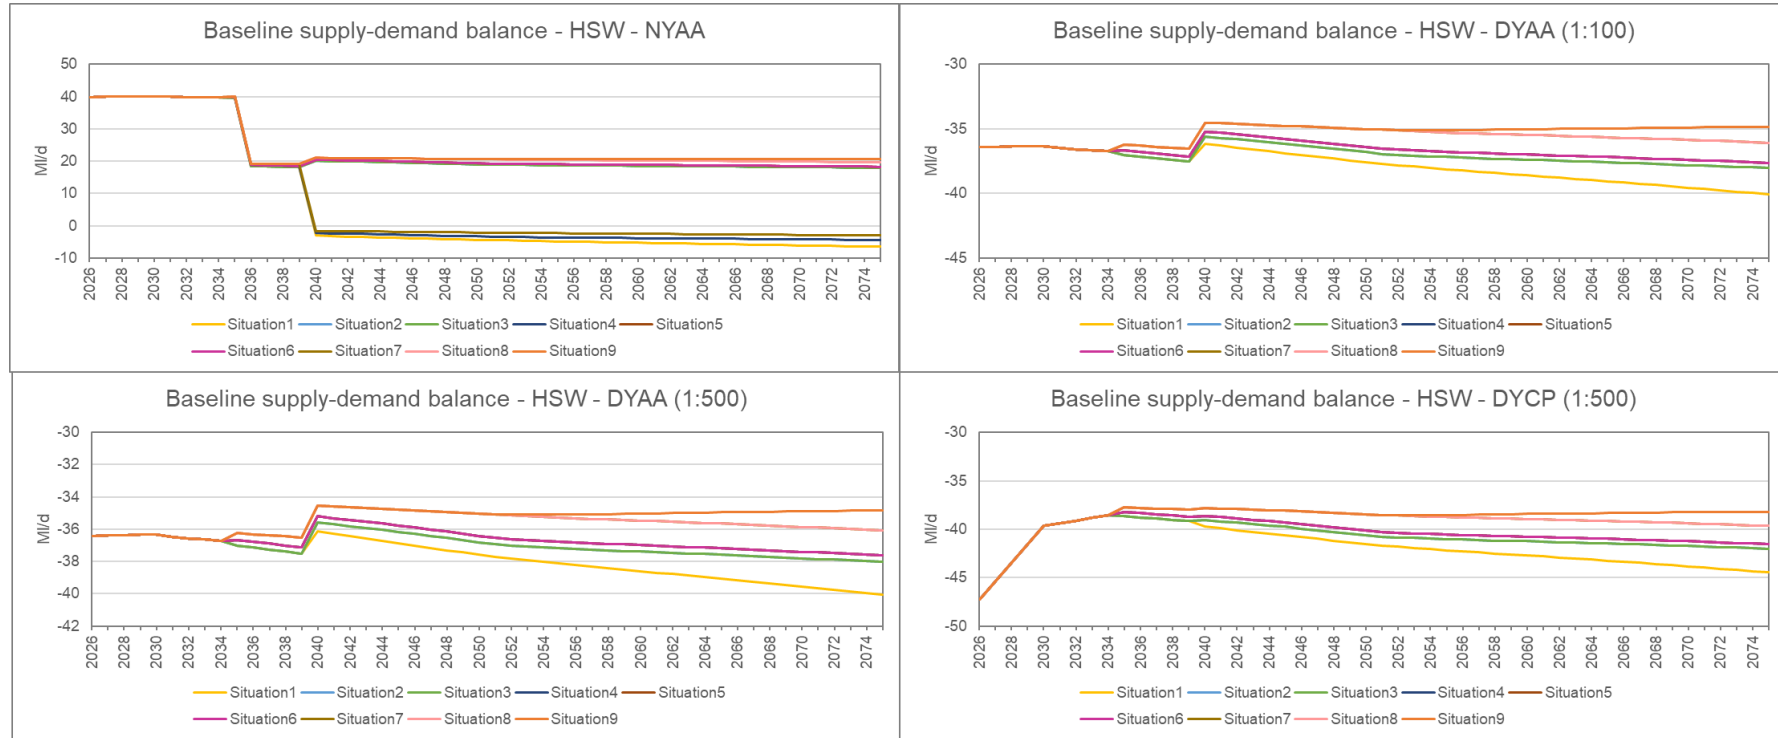 Baseline supply-demand balance - HSW - NYAA
Ml/d
50
40
30
20
10
0
-10
2026 2028 2030 2032 2034 2036 2038 2040 2042 2044 2046 2048 2050 2052 2054 2056 2058 2060 2062 2064 2066 2068 2070 2072 2074
Situation1 Situation2 Situation3 Situation4 Situation5
Situation6 Situation7 Situation8 Situation9
Baseline supply-demand balance - HSW - DYAA (1:100)
Ml/d
-30
-35
-40
-45
2026 2028 2030 2032 2034 2036 2038 2040 2042 2044 2046 2048 2050 2052 2054 2056 2058 2060 2062 2064 2066 2068 2070 2072 2074
Situation1 Situation2 Situation3 Situation4 Situation5
Situation6 Situation7 Situation8 Situation9
Baseline supply-demand balance - HSW - DYAA (1:500)
Ml/d
-30
-32
-34
-36
-38
-40
-42
2026 2028 2030 2032 2034 2036 2038 2040 2042 2044 2046 2048 2050 2052 2054 2056 2058 2060 2062 2064 2066 2068 2070 2072 2074
Situation1 Situation2 Situation3 Situation4 Situation5
Situation6 Situation7 Situation8 Situation9
Baseline supply-demand balance - HSW - DYCP (1:500)
Ml/d
-30
-35
-40
-45
-50
2026 2028 2030 2032 2034 2036 2038 2040 2042 2044 2046 2048 2050 2052 2054 2056 2058 2060 2062 2064 2066 2068 2070 2072 2074
Situation1 Situation2 Situation3 Situation4 Situation5
Situation6 Situation7 Situation8 Situation9